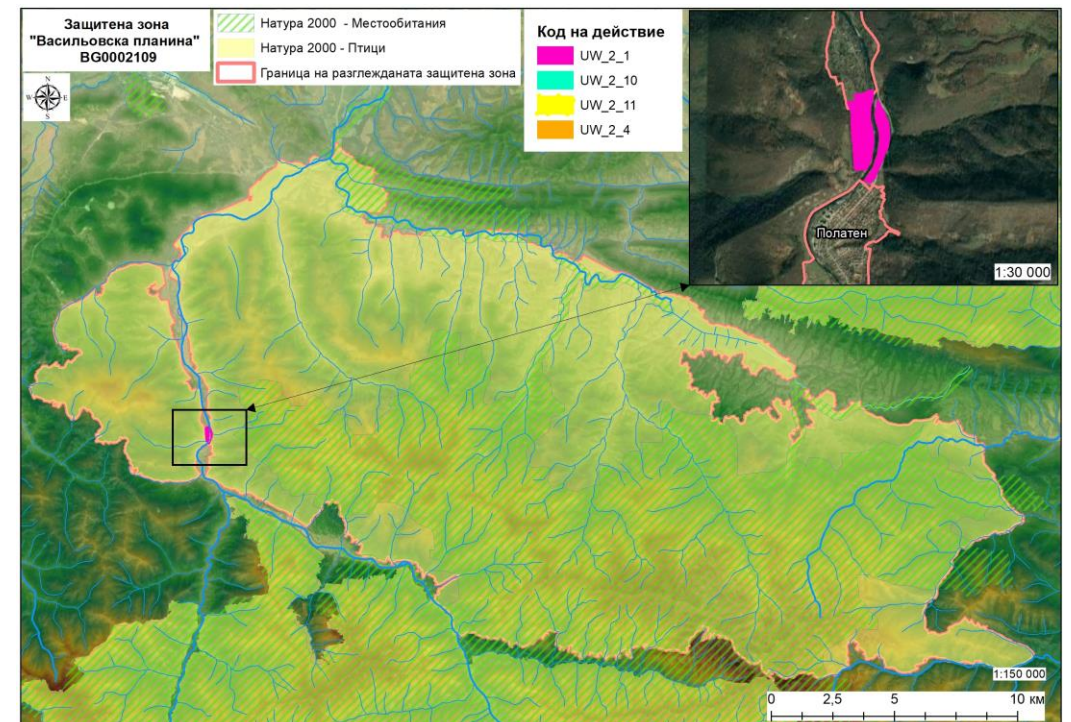 Защитена зона
"Васильовска планина"
BG0002109
Натура 2000 - Местообитания
Натура 2000 - Птици
Граница на разглежданата защитена зона
N
W E
S
Код на действие
UW_2_1
UW_2_10
UW_2_11
UW_2_4
Полатен
1:30 000
1:150 000
0 2,5 5 10 км